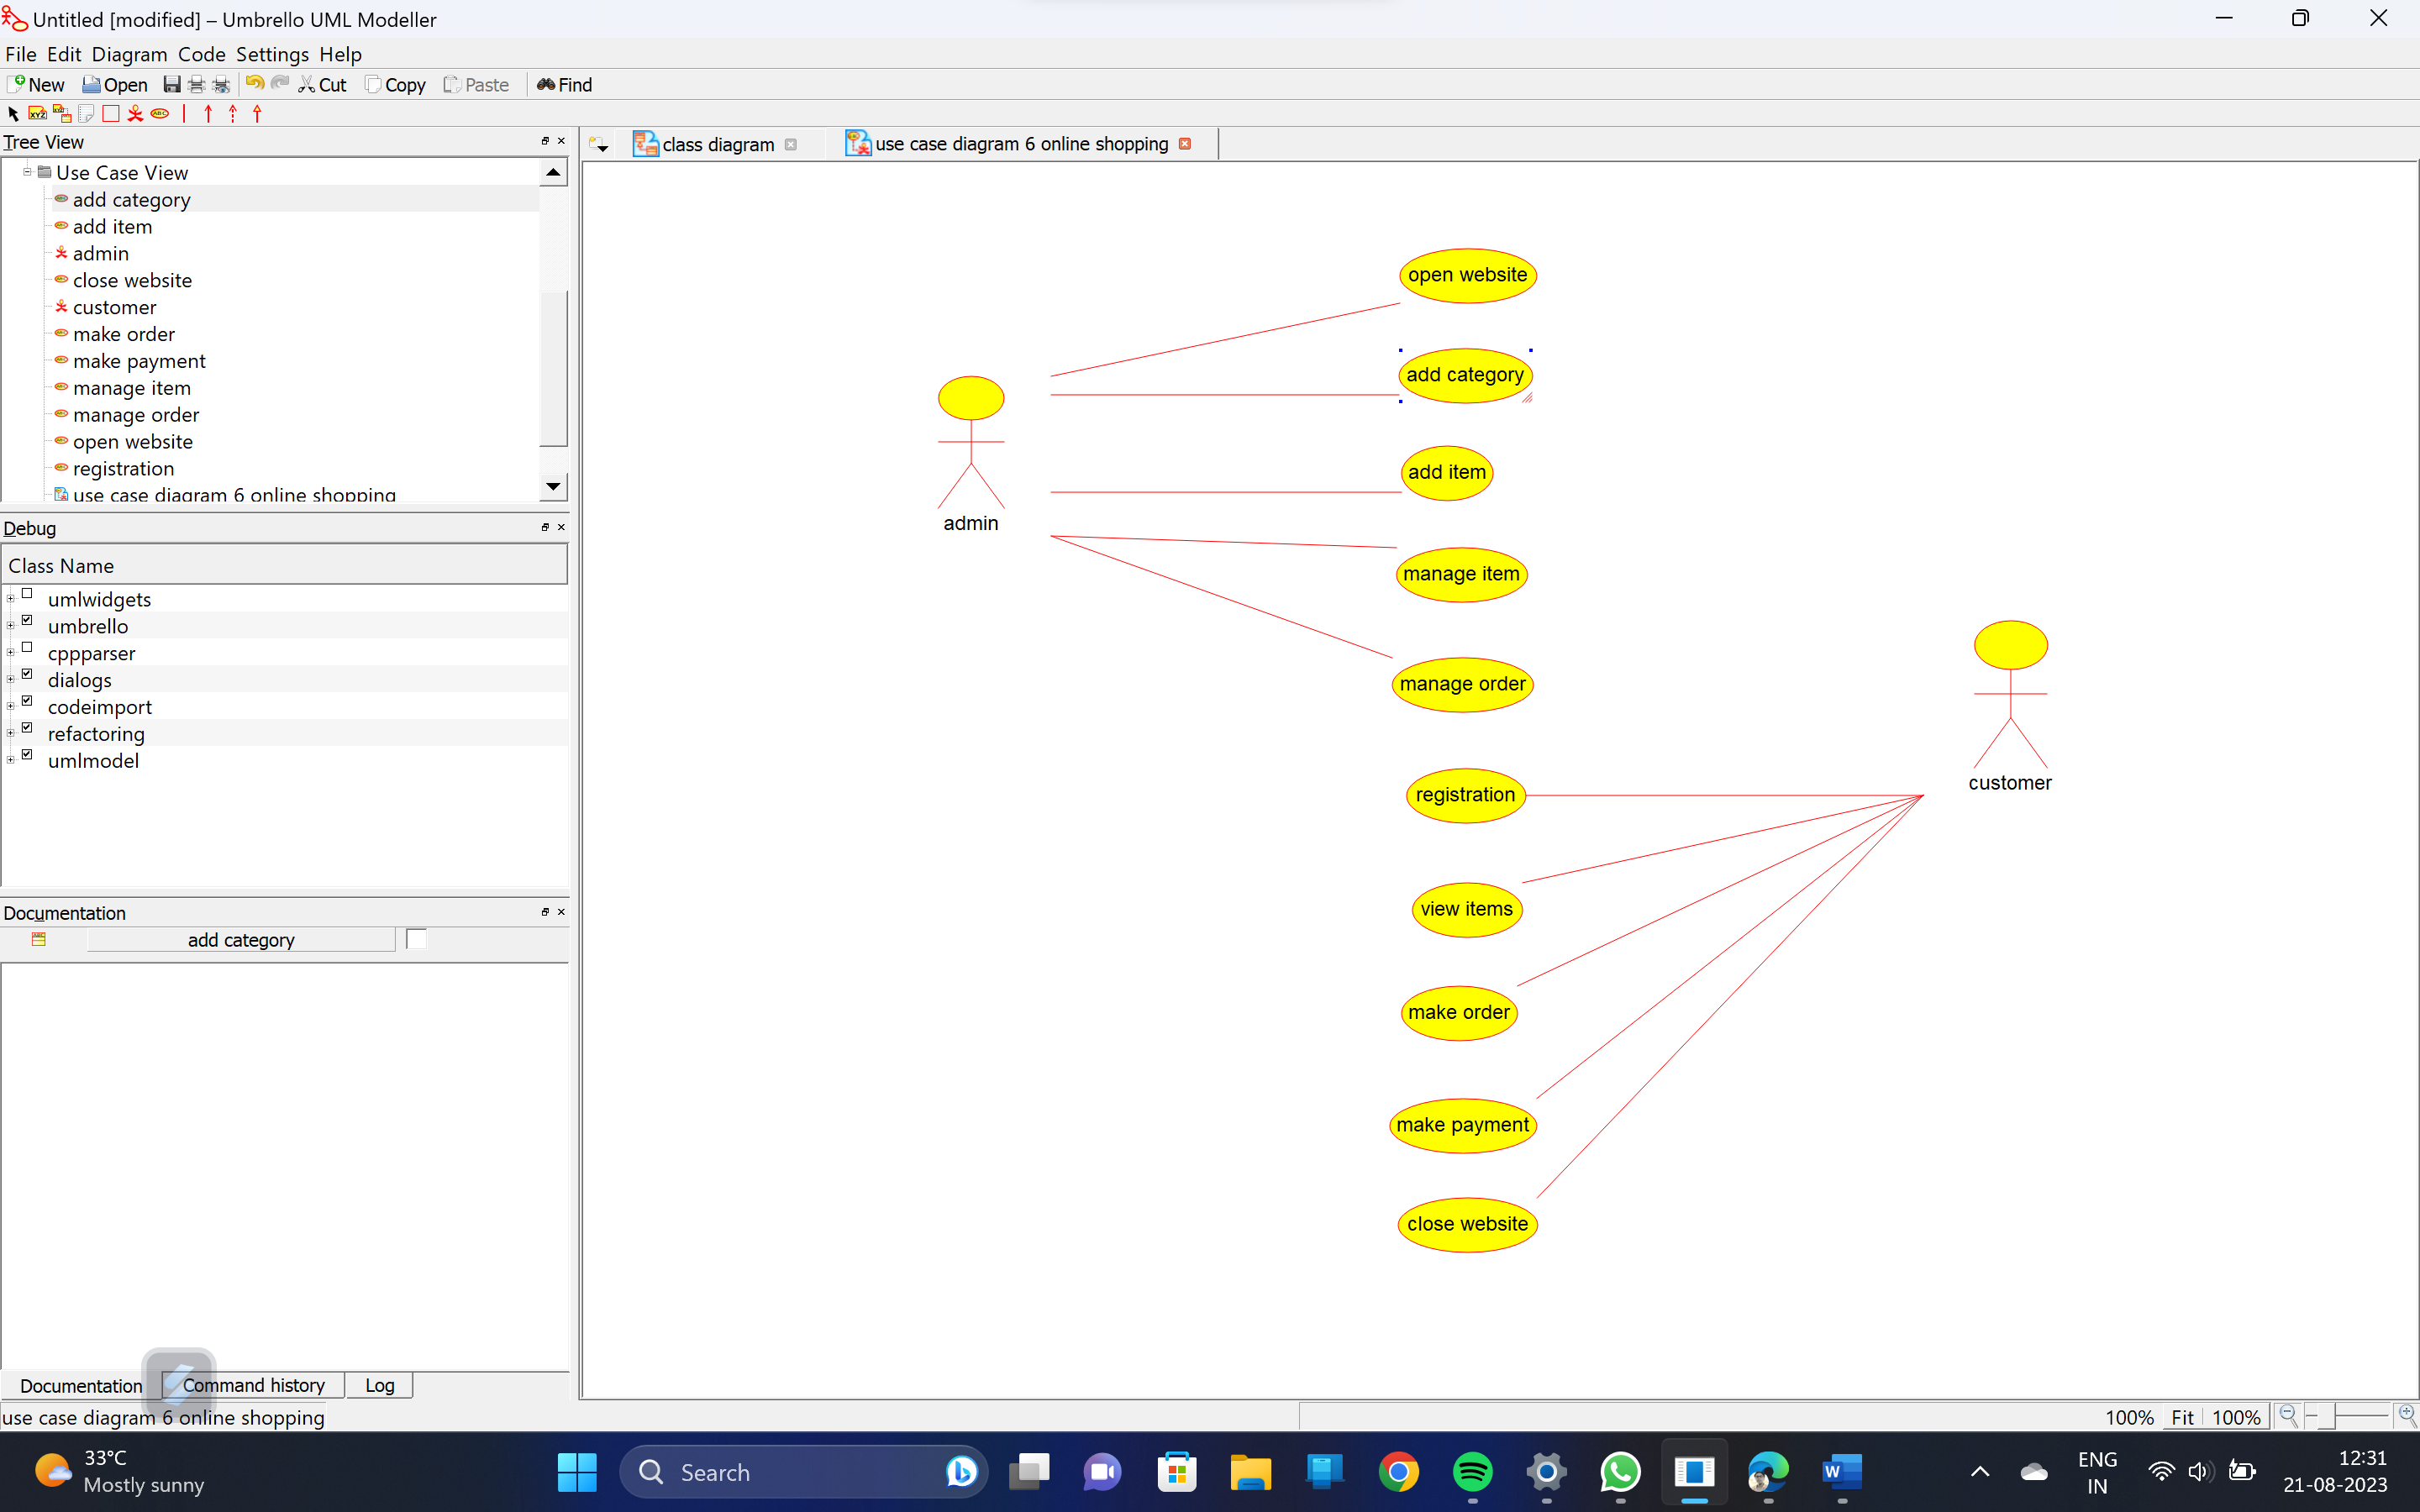 Untitled [modified] – Umbrello UML Modeller
File Edit Diagram Code Settings Help
New Open Cut Copy Paste Find
Tree View
class diagram
use case diagram 6 online shopping
Use Case View
add category
add item
admin
close website
customer
make order
make payment
manage item
manage order
open website
registration
use case diagram 6 online shopping
Debug
Class Name
umlwidgets
umbrello
cppparser
dialogs
codeimport
refactoring
umlmodel
Documentation
add category
Documentation Command history Log
use case diagram 6 online shopping
open website
add category
add item
admin
manage item
manage order
customer
registration
view items
make order
make payment
close website
100% Fit 100%
33°C
Mostly sunny
Search
ENG
IN
12:31
21-08-2023